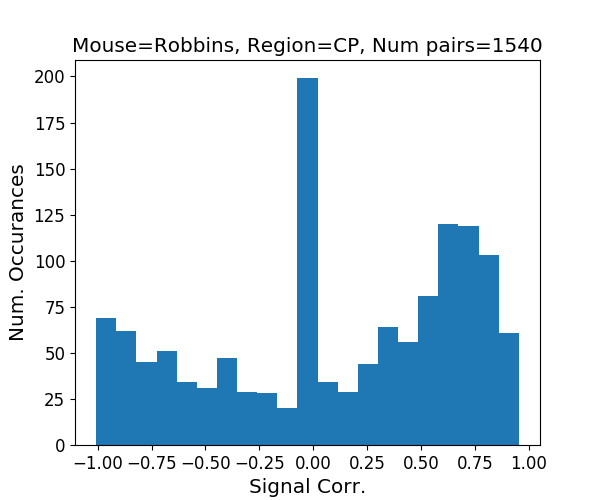 Mouse=Robbins, Region=CP, Num pairs=1540
200
175
150
125
100
75
50
25
0
Num. Occurances
−1.00 −0.75 −0.50 −0.25 0.00 0.25 0.50 0.75 1.00
Signal Corr.